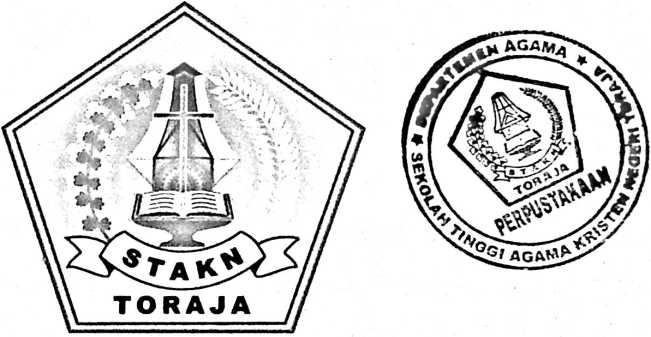 STAKN
TORAJA
★ DEPARTEMEN AGAMA ★
SEKOLAH TINGGI AGAMA KRISTEN NEGERI TORAJA
STAKN
TORAJA
PERPUSTAKAAN